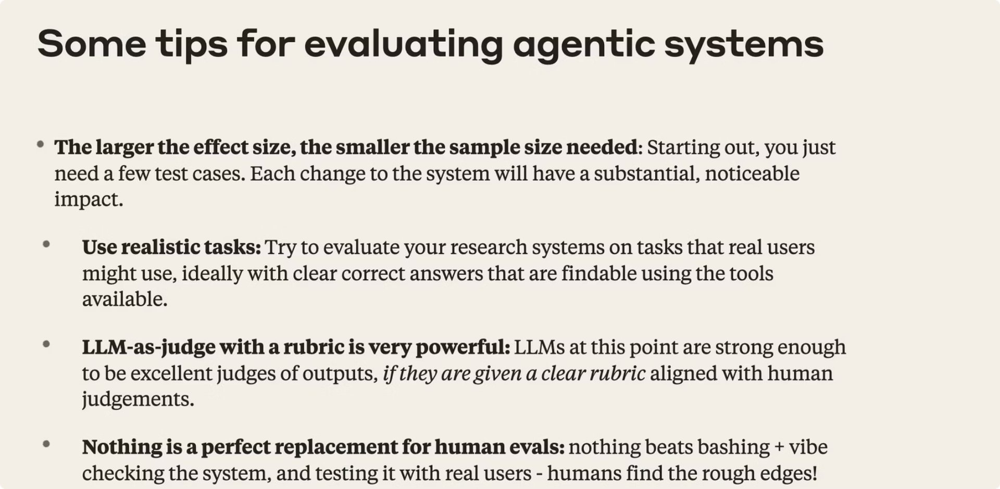 Some tips for evaluating agentic systems
• The larger the effect size, the smaller the sample size needed: Starting out, you just
need a few test cases. Each change to the system will have a substantial, noticeable
impact.
• Use realistic tasks: Try to evaluate your research systems on tasks that real users
might use, ideally with clear correct answers that are findable using the tools
available.
• LLM-as-judge with a rubric is very powerful: LLMs at this point are strong enough
to be excellent judges of outputs, if they are given a clear rubric aligned with human
judgements.
• Nothing is a perfect replacement for human evals: nothing beats bashing + vibe
checking the system, and testing it with real users - humans find the rough edges!